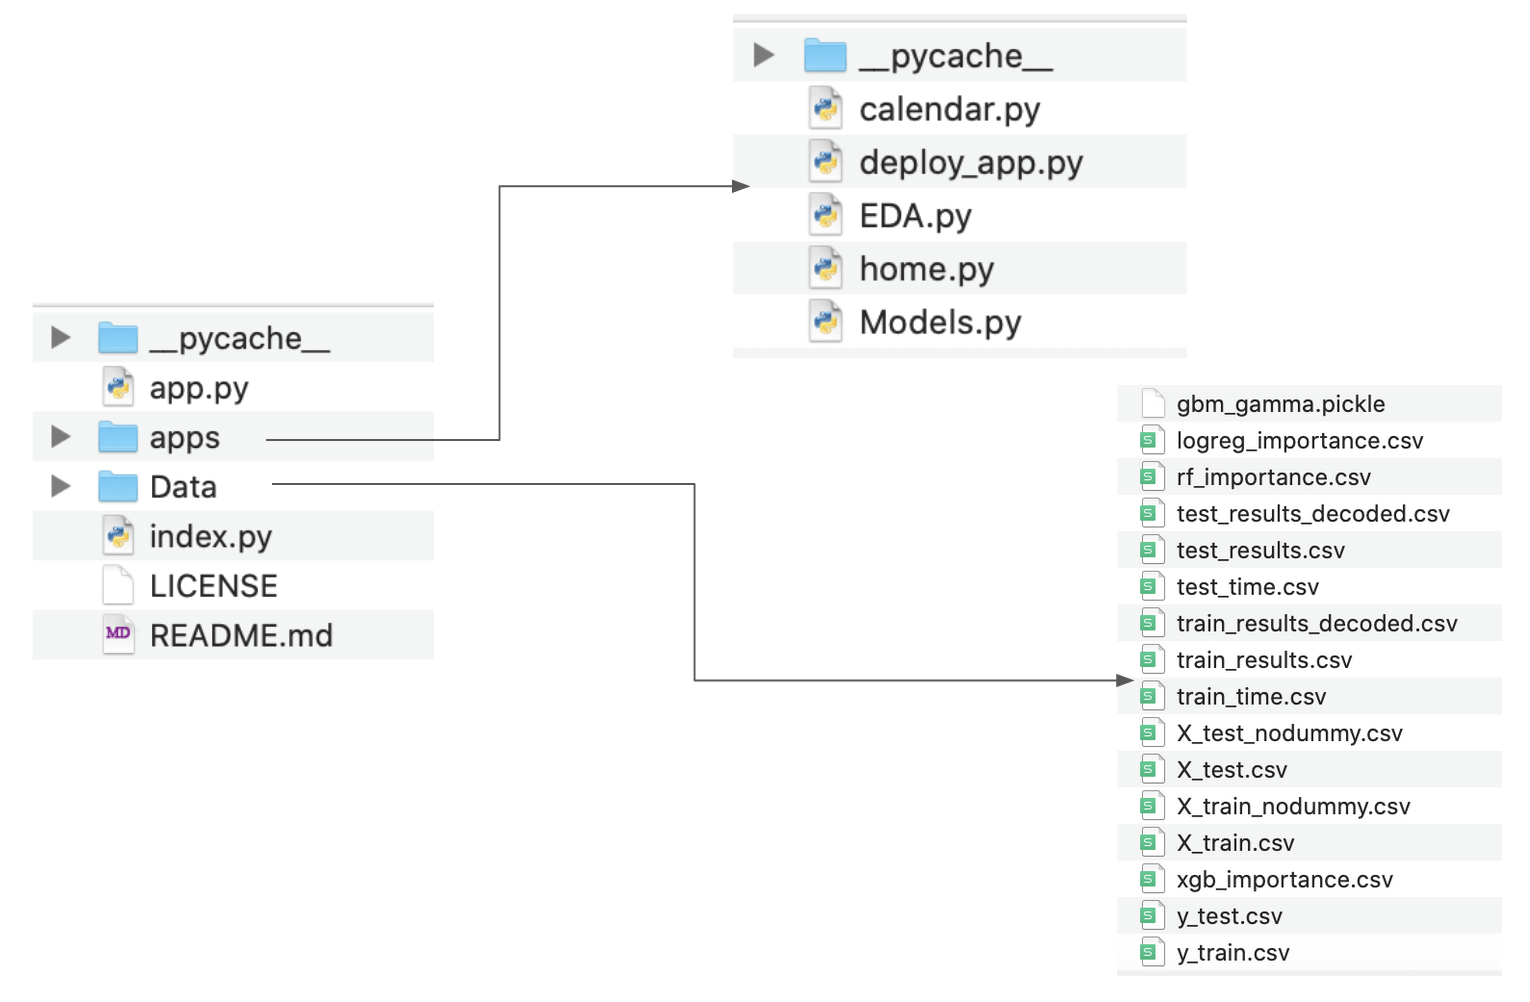 __pycache__
calendar.py
deploy_app.py
EDA.py
home.py
Models.py
__pycache__
app.py
apps
Data
index.py
LICENSE
MD README.md
gbm_gamma.pickle
S logreg_importance.csv
S rf_importance.csv
S test_results_decoded.csv
S test_results.csv
S test_time.csv
S train_results_decoded.csv
S train_results.csv
S train_time.csv
S X_test_nodummy.csv
S X_test.csv
S X_train_nodummy.csv
S X_train.csv
S xgb_importance.csv
S y_test.csv
S y_train.csv